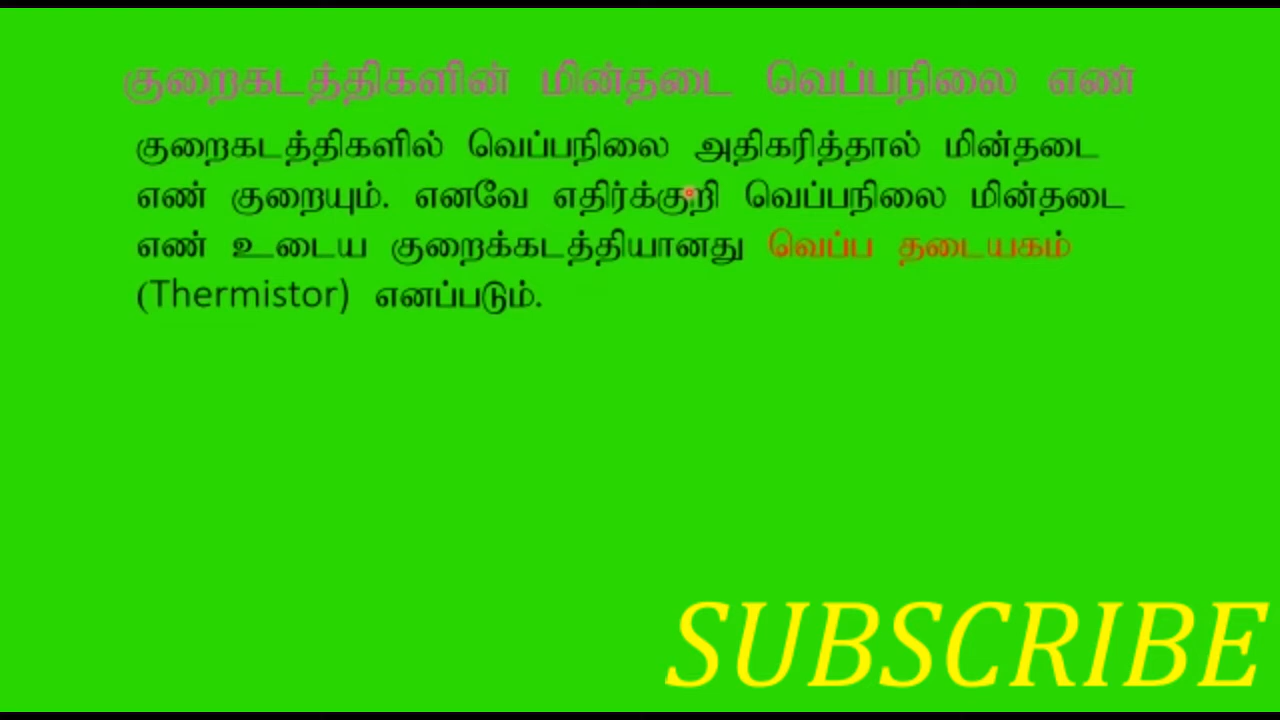 குறைகடத்திகளின் மின்தடை வெப்பநிலை எண்
குறைகடத்திகளில் வெப்பநிலை அதிகரித்தால் மின்தடை
எண் குறையும். எனவே எதிர்க்குறி வெப்பநிலை மின்தடை
எண் உடைய குறைக்கடத்தியானது வெப்ப தடையகம்
(Thermistor) எனப்படும்.
SUBSCRIBE